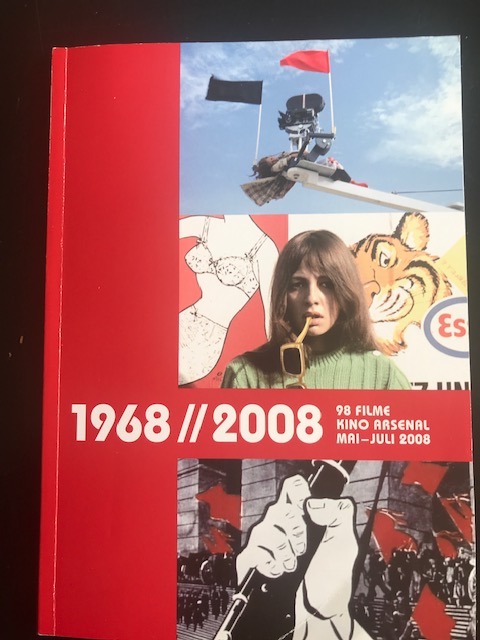 Es
1968 // 2008
98 FILME
KINO ARSENAL
MAI–JULI 2008